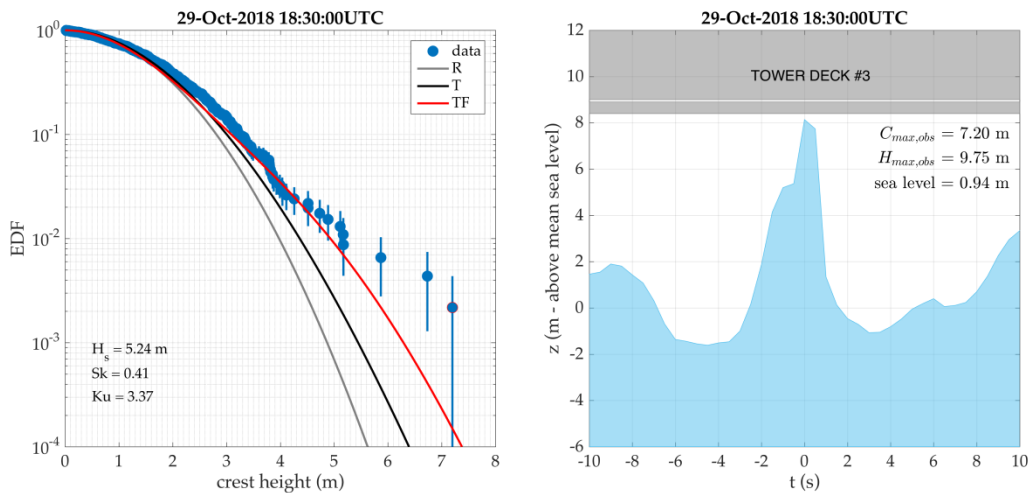 29-Oct-2018 18:30:00UTC
10^0
10^-1
10^-2
10^-3
10^-4
EDF
data
R
T
TF
H_s = 5.24 m
Sk = 0.41
Ku = 3.37
0 1 2 3 4 5 6 7 8
crest height (m)
29-Oct-2018 18:30:00UTC
12
10
8
6
4
2
0
-2
-4
-6
z (m - above mean sea level)
TOWER DECK #3
C_max,obs = 7.20 m
H_max,obs = 9.75 m
sea level = 0.94 m
-10 -8 -6 -4 -2 0 2 4 6 8 10
t (s)